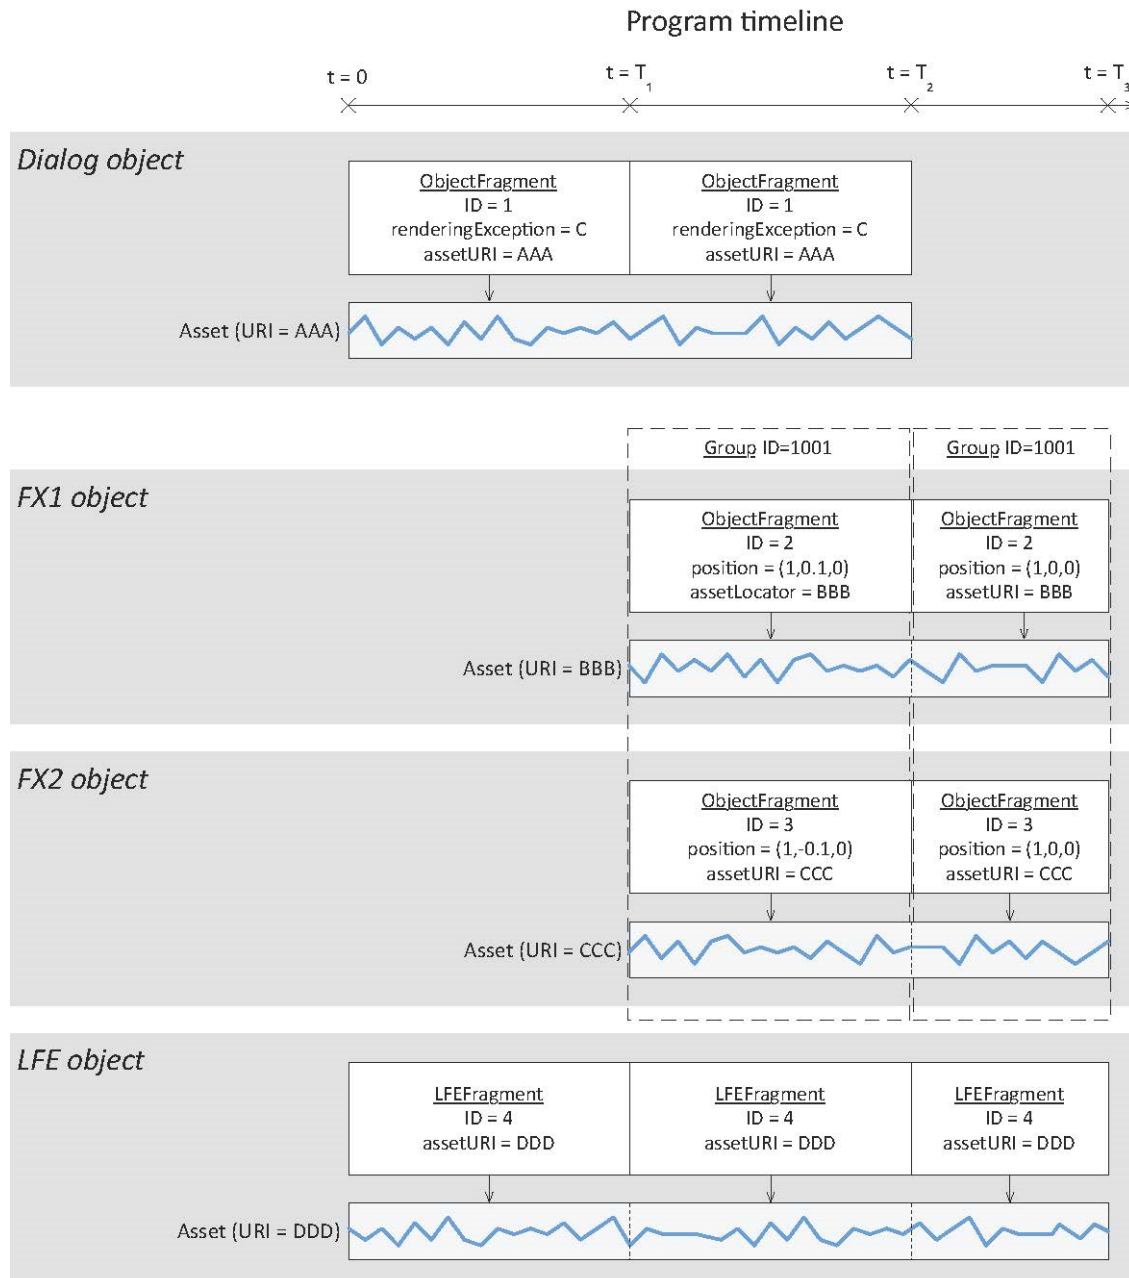 Program timeline
t = 0
t = T1
t = T2
t = T3
Dialog object
ObjectFragment
ID = 1
renderingException = C
assetURI = AAA
ObjectFragment
ID = 1
renderingException = C
assetURI = AAA
Asset (URI = AAA)
Group ID=1001
Group ID=1001
FX1 object
ObjectFragment
ID = 2
position = (1,0.1,0)
assetLocator = BBB
ObjectFragment
ID = 2
position = (1,0,0)
assetURI = BBB
Asset (URI = BBB)
FX2 object
ObjectFragment
ID = 3
position = (1,-0.1,0)
assetURI = CCC
ObjectFragment
ID = 3
position = (1,0,0)
assetURI = CCC
Asset (URI = CCC)
LFE object
LFEFragment
ID = 4
assetURI = DDD
LFEFragment
ID = 4
assetURI = DDD
LFEFragment
ID = 4
assetURI = DDD
Asset (URI = DDD)